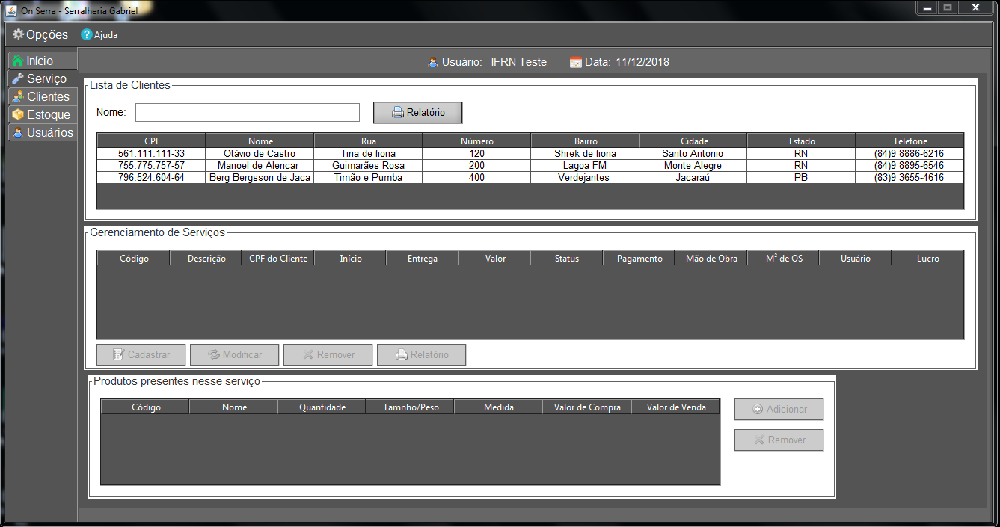 On Serra - Serralheria Gabriel
Opções Ajuda
Início
Serviço
Clientes
Estoque
Usuários
Usuário: IFRN Teste Data: 11/12/2018
Lista de Clientes
Nome: Relatório
CPF Nome Rua Número Bairro Cidade Estado Telefone
561.111.111-33 Otávio de Castro Tina de fiona 120 Shrek de fiona Santo Antonio RN (84)9 8886-6216
755.775.757-57 Manoel de Alencar Guimarães Rosa 200 Lagoa FM Monte Alegre RN (84)9 8895-6546
796.524.604-64 Berg Bergsson de Jaca Timão e Pumba 400 Verdejantes Jacaraú PB (83)9 3655-4616
Gerenciamento de Serviços
Código Descrição CPF do Cliente Início Entrega Valor Status Pagamento Mão de Obra M² de OS Usuário Lucro
Cadastrar Modificar Remover Relatório
Produtos presentes nesse serviço
Código Nome Quantidade Tamnho/Peso Medida Valor de Compra Valor de Venda
Adicionar
Remover